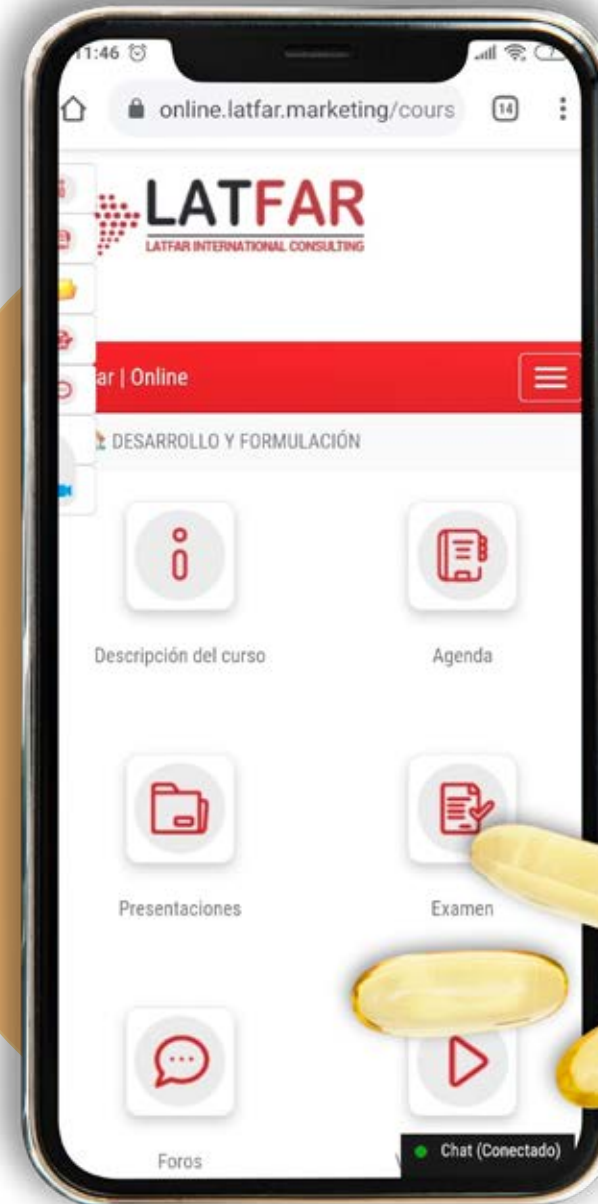 11:46
online.latfar.marketing/cours
14
LATFAR
LATFAR INTERNATIONAL CONSULTING
ar | Online
DESARROLLO Y FORMULACIÓN
Descripción del curso
Agenda
Presentaciones
Examen
Foros
Chat (Conectado)